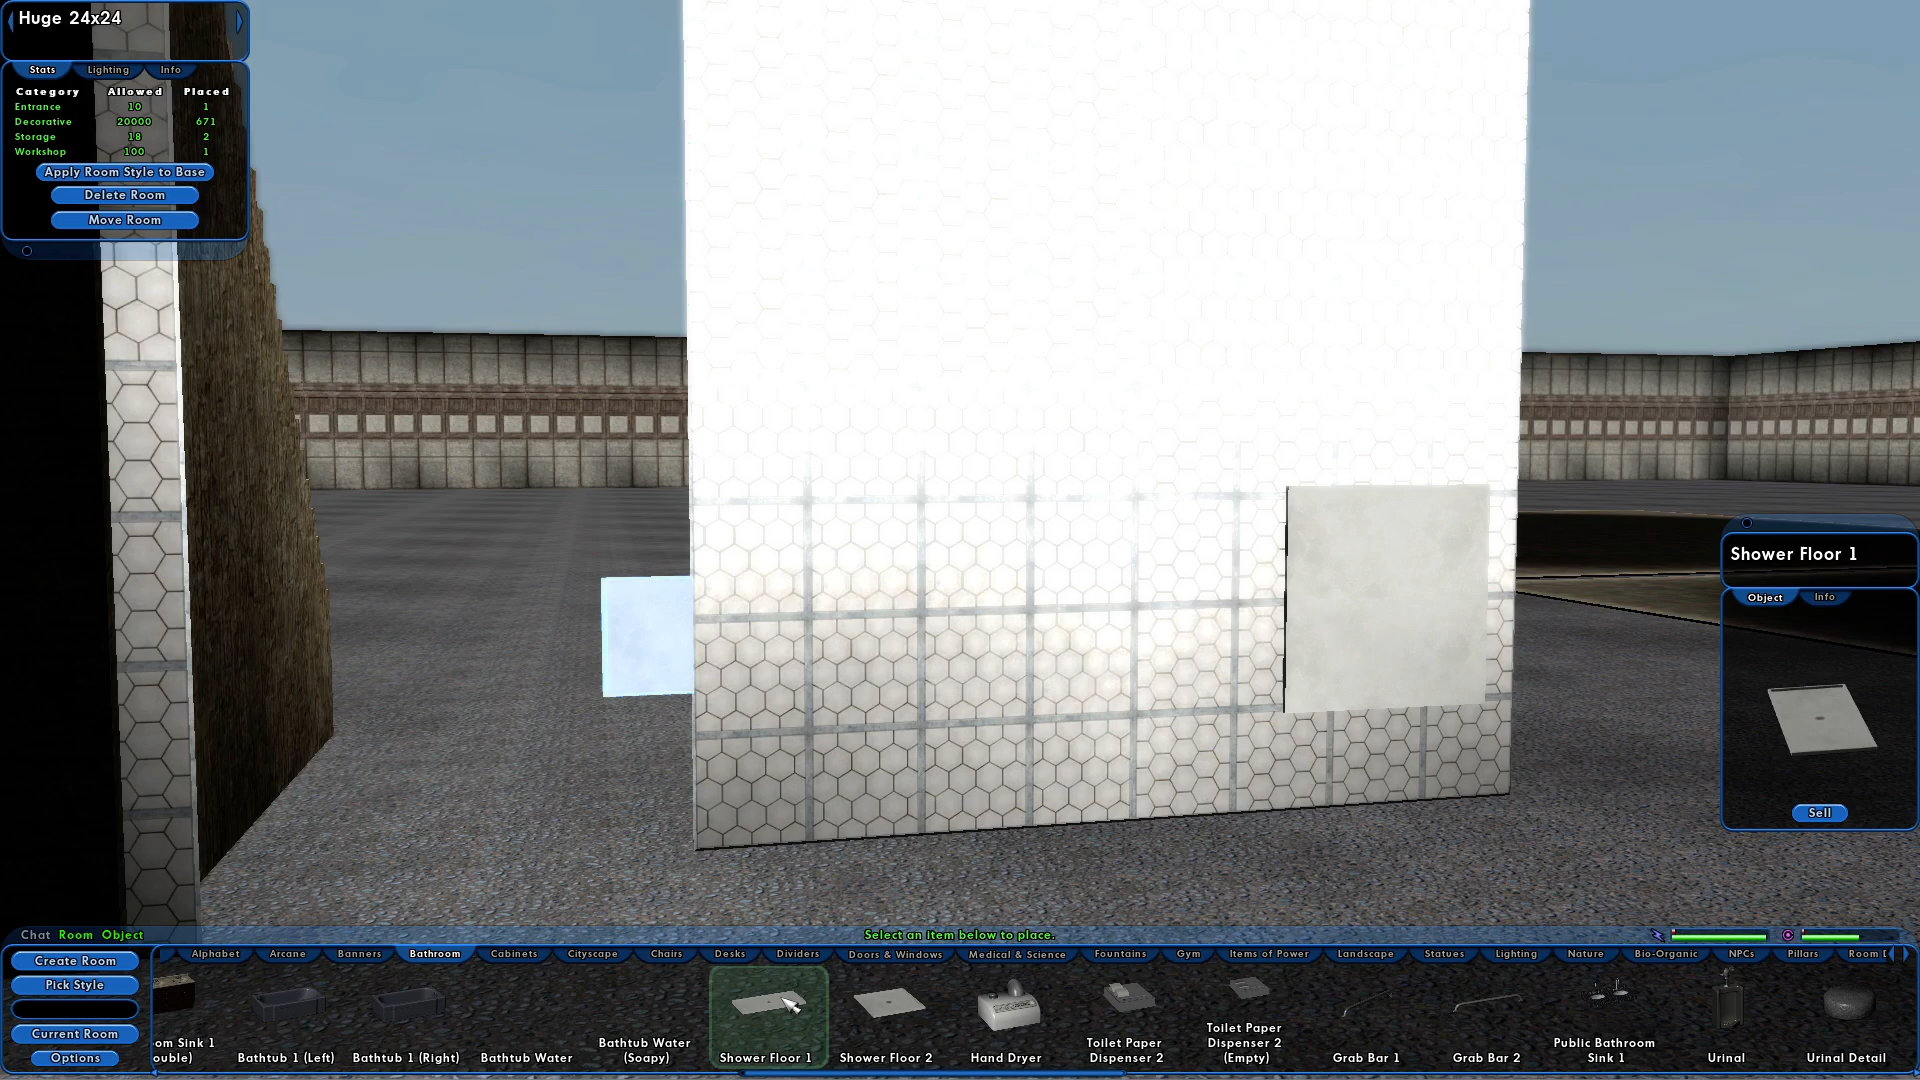 Huge 24x24
Stats Lighting Info
Category Allowed Placed
Entrance 10 1
Decorative 20000 671
Storage 18 2
Workshop 100 1
Apply Room Style to Base
Delete Room
Move Room
Shower Floor 1
Object Info
Sell
Chat Room Object
Select an item below to place.
Create Room
Pick Style
Current Room
Options
Alphabet Arcane Banners Bathroom Cabinets Cityscape Chairs Desks Dividers Doors & Windows Medical & Science Fountains Gym Items of Power Landscape Statues Lighting Nature Bio-Organic NPCs Pillars Room
om Sink 1
ouble)
Bathtub 1 (Left)
Bathtub 1 (Right)
Bathtub Water
Bathtub Water
(Soapy)
Shower Floor 1
Shower Floor 2
Hand Dryer
Toilet Paper
Dispenser 2
Toilet Paper
Dispenser 2
(Empty)
Grab Bar 1
Grab Bar 2
Public Bathroom
Sink 1
Urinal
Urinal Detail